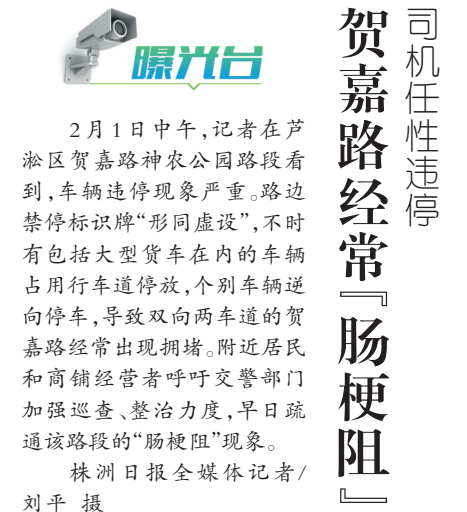 曝光台
司机任性违停
贺嘉路经常『肠梗阻』
2月1日中午,记者在芦
淞区贺嘉路神农公园路段看
到,车辆违停现象严重。路边
禁停标识牌“形同虚设”,不时
有包括大型货车在内的车辆
占用行车道停放,个别车辆逆
向停车,导致双向两车道的贺
嘉路经常出现拥堵。附近居民
和商铺经营者呼吁交警部门
加强巡查、整治力度,早日疏
通该路段的“肠梗阻”现象。
株洲日报全媒体记者/
刘平 摄